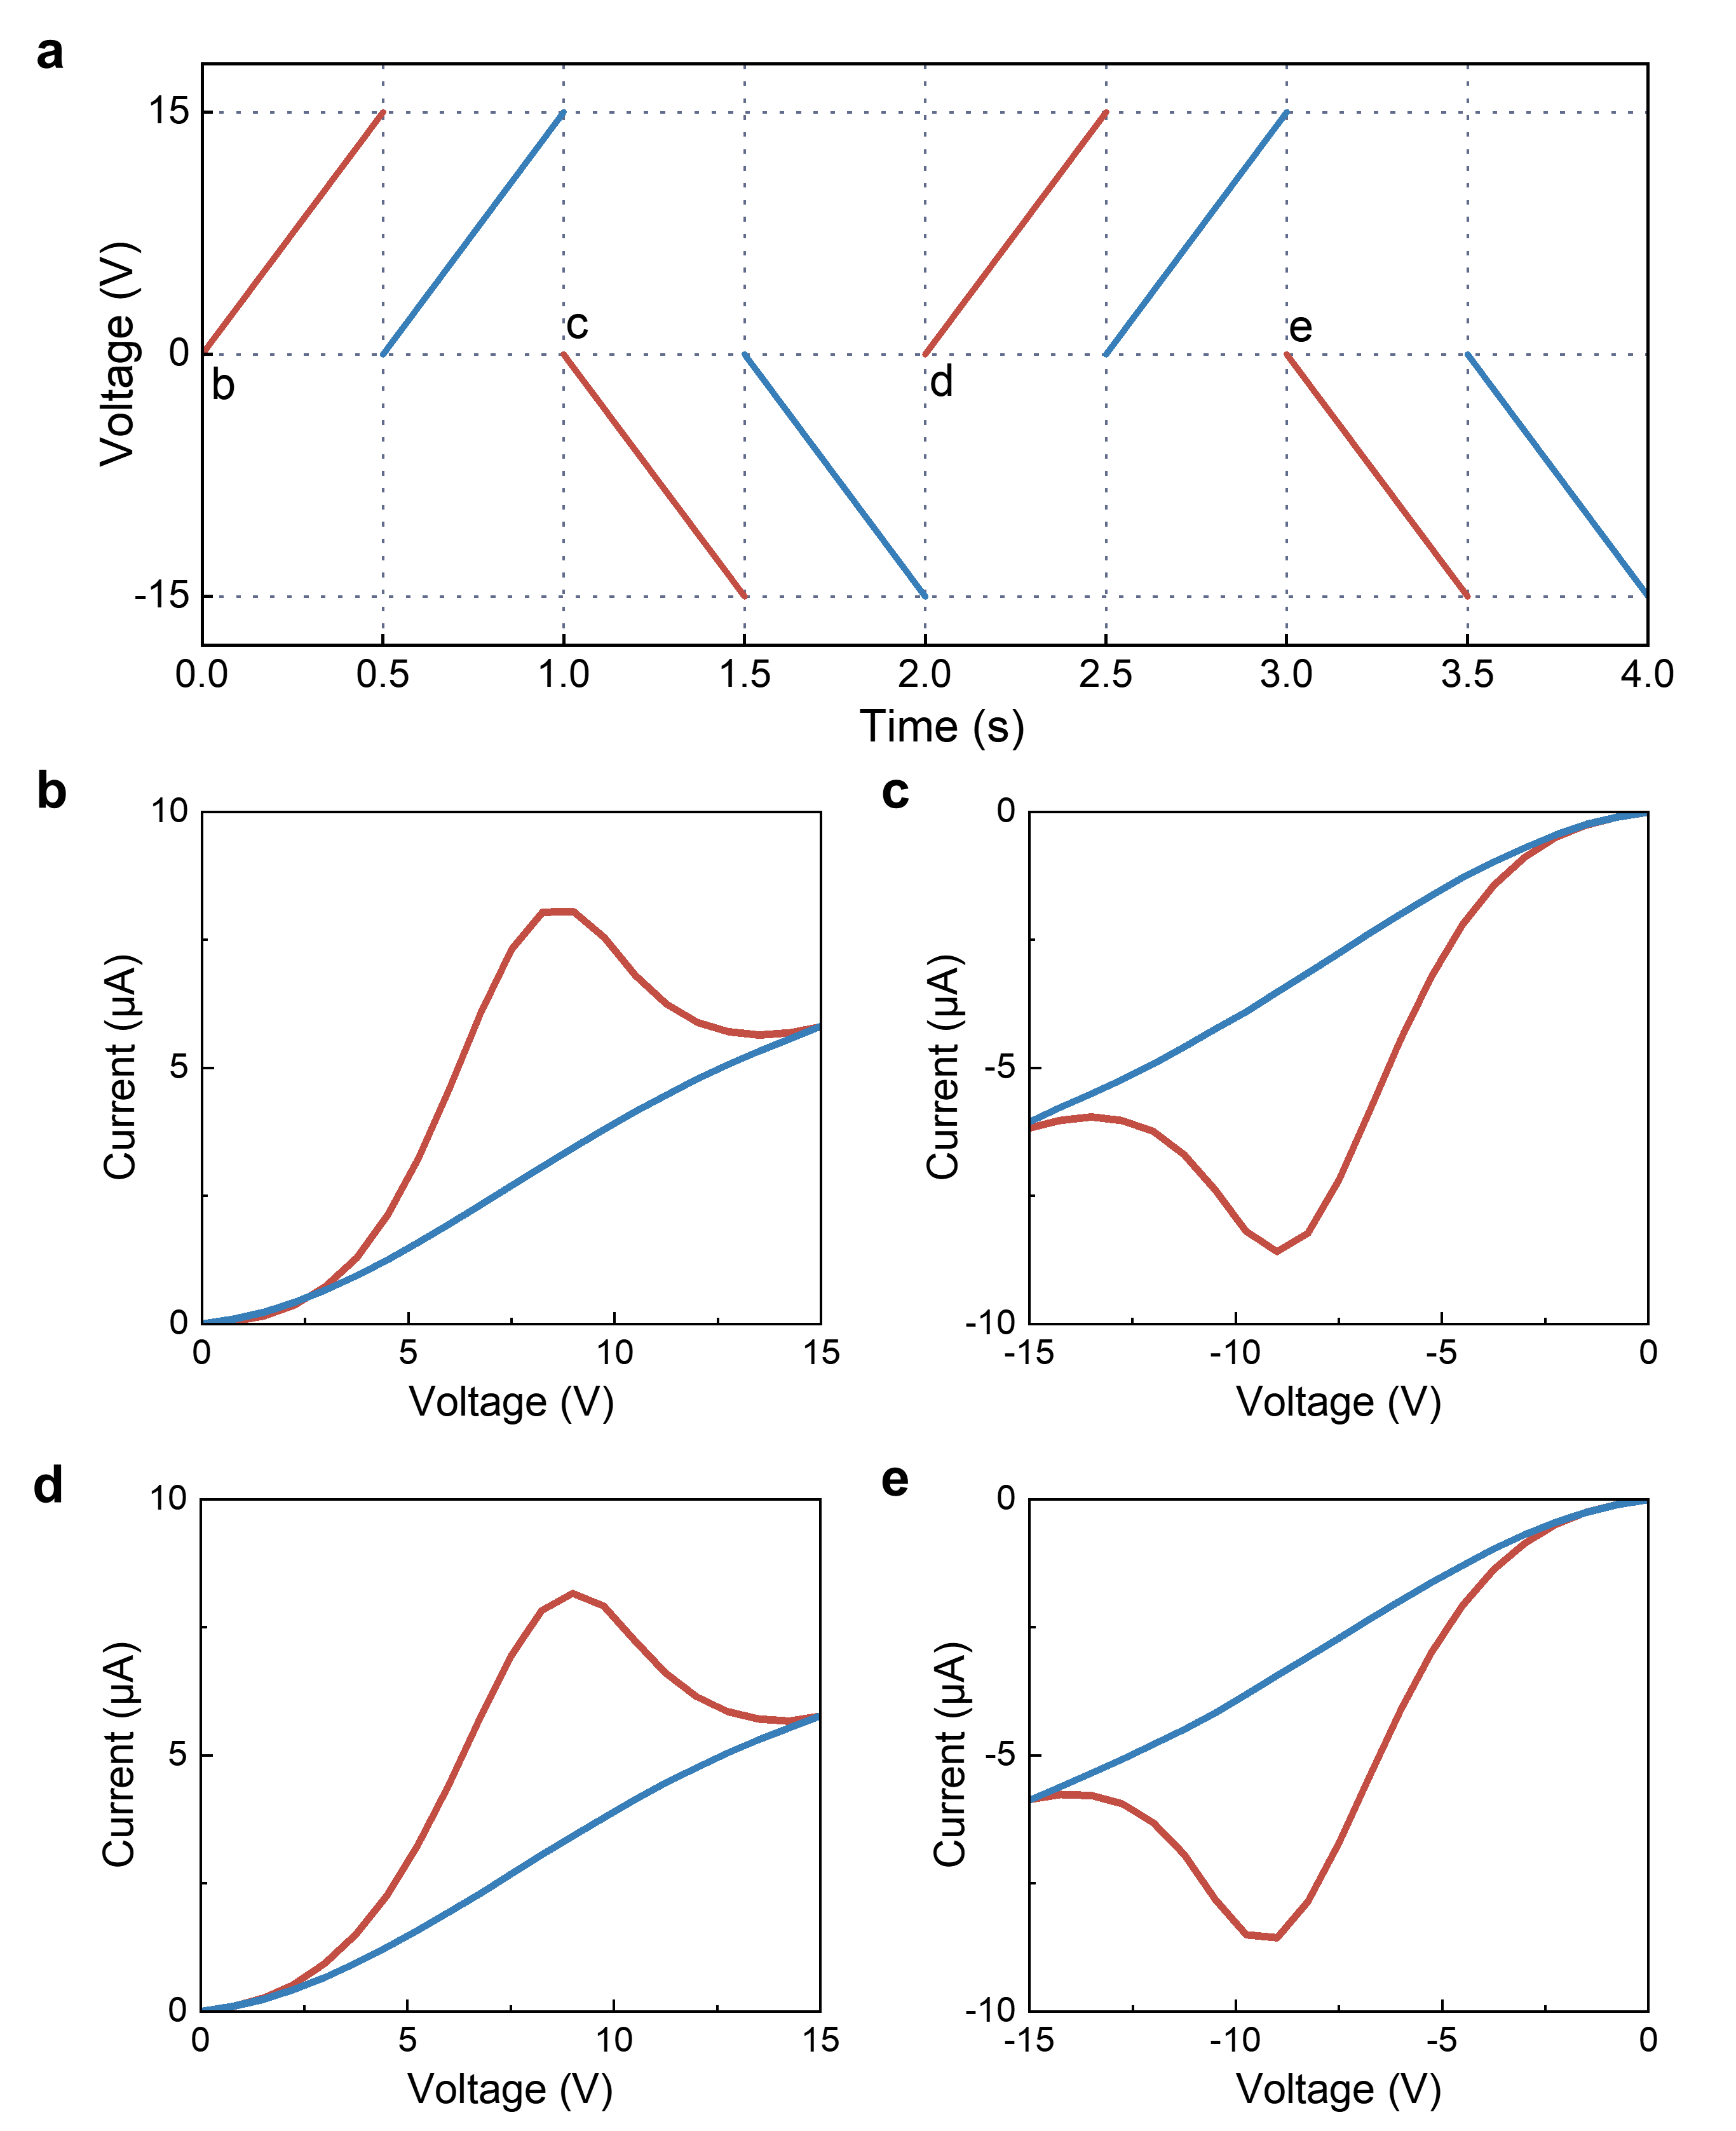 a
15
0
-15
Voltage (V)
b
c
d
e
0.0 0.5 1.0 1.5 2.0 2.5 3.0 3.5 4.0
Time (s)
b
10
5
0
Current (µA)
0 5 10 15
Voltage (V)
c
0
-5
-10
Current (µA)
-15 -10 -5 0
Voltage (V)
d
10
5
0
Current (µA)
0 5 10 15
Voltage (V)
e
0
-5
-10
Current (µA)
-15 -10 -5 0
Voltage (V)